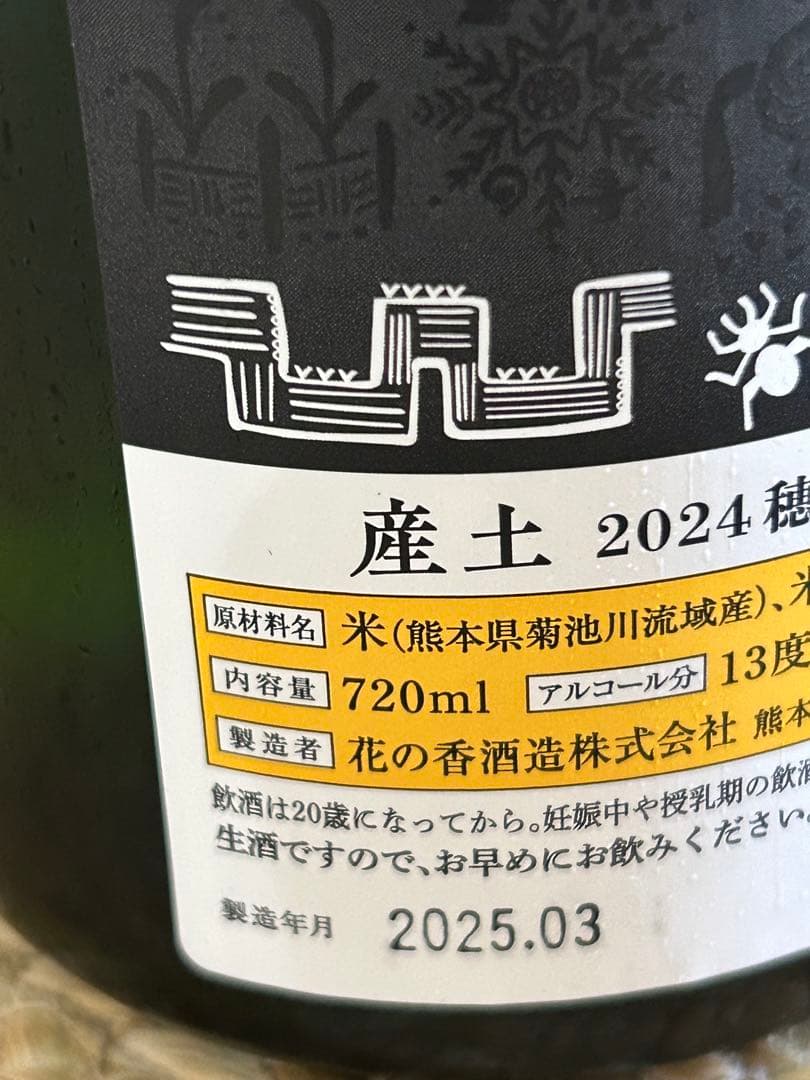 産土 2024 穂
原材料名 米(熊本県菊池川流域産)、米
内容量 720ml アルコール分 13度
製造者 花の香酒造株式会社 熊本
飲酒は20歳になってから。妊娠中や授乳期の飲酒
生酒ですので、お早めにお飲みください。
製造年月 2025.03